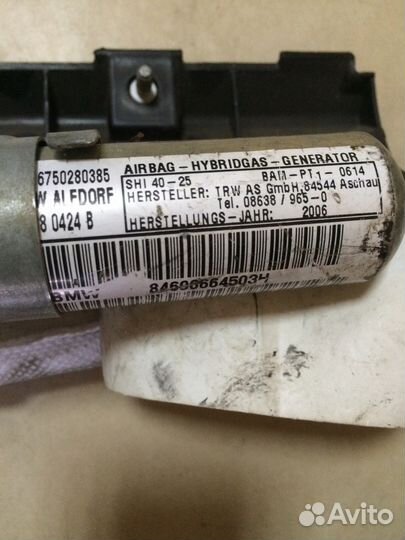 6750280385
W ALFDORF
8 0424 B
AIRBAG-HYBRIDGAS-GENERATOR
SHI 40-25 BAM-PT1-0614
HERSTELLER: TRW AS GmbH,84544 Aschau
Tel. 08638 / 965-0
HERSTELLUNGS-JAHR: 2006
BMW
84696664503H
Avito